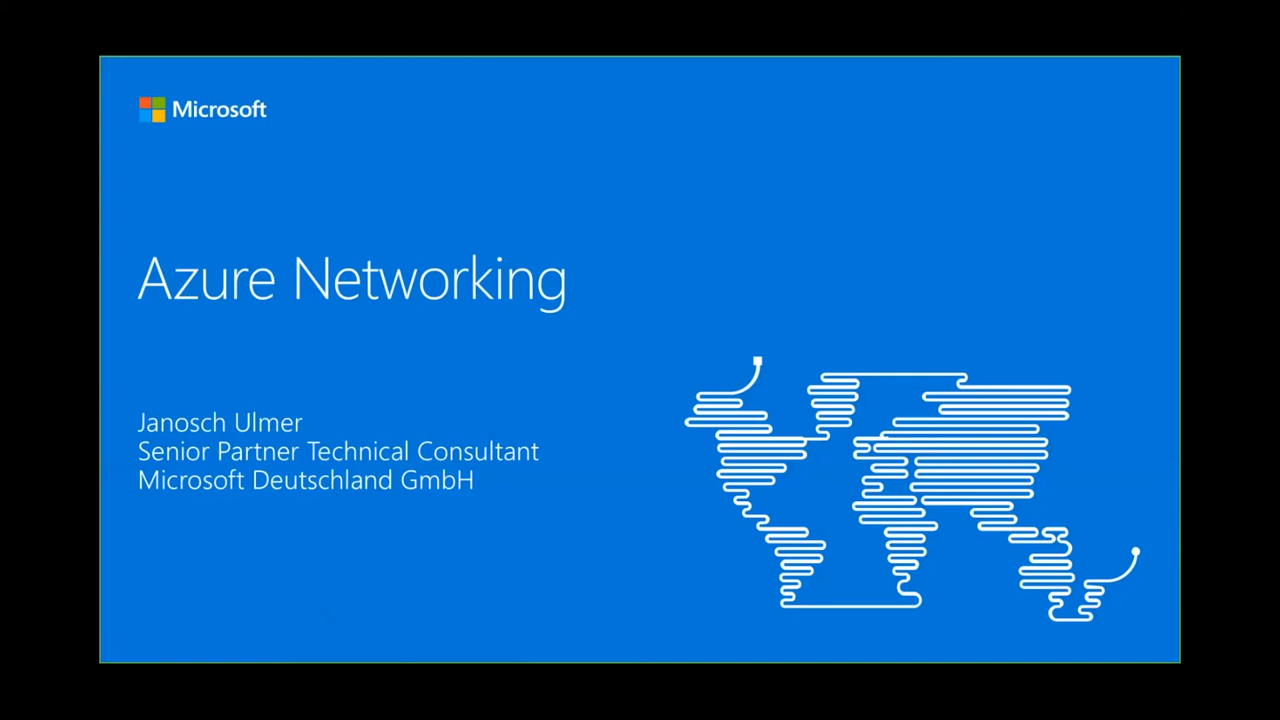 Microsoft
Azure Networking
Janosch Ulmer
Senior Partner Technical Consultant
Microsoft Deutschland GmbH